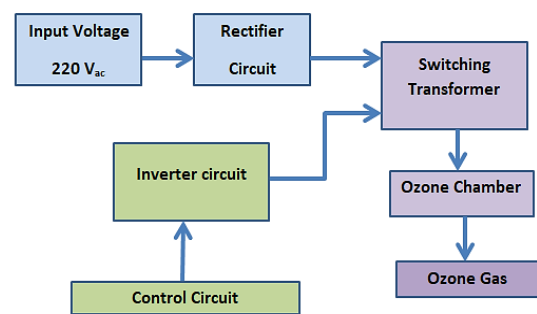 Input Voltage
220 Vac
Rectifier
Circuit
Switching
Transformer
Inverter circuit
Ozone Chamber
Ozone Gas
Control Circuit